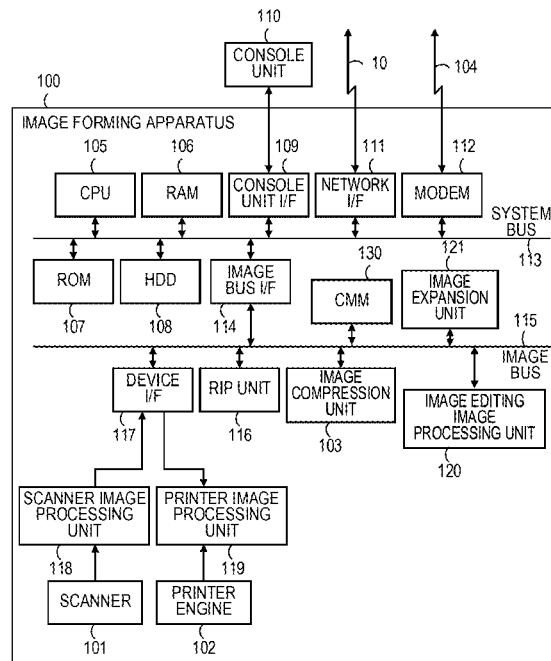 110
CONSOLE
UNIT
10
104
100
IMAGE FORMING APPARATUS
105
106
109
111
112
CPU
RAM
CONSOLE
UNIT I/F
NETWORK
I/F
MODEM
SYSTEM
BUS
113
ROM
HDD
IMAGE
BUS I/F
130
CMM
121
IMAGE
EXPANSION
UNIT
107
108
114
115
IMAGE
BUS
DEVICE
I/F
RIP UNIT
IMAGE
COMPRESSION
UNIT
IMAGE EDITING
IMAGE
PROCESSING UNIT
117
116
103
120
SCANNER IMAGE
PROCESSING
UNIT
PRINTER IMAGE
PROCESSING
UNIT
118
119
SCANNER
PRINTER
ENGINE
101
102